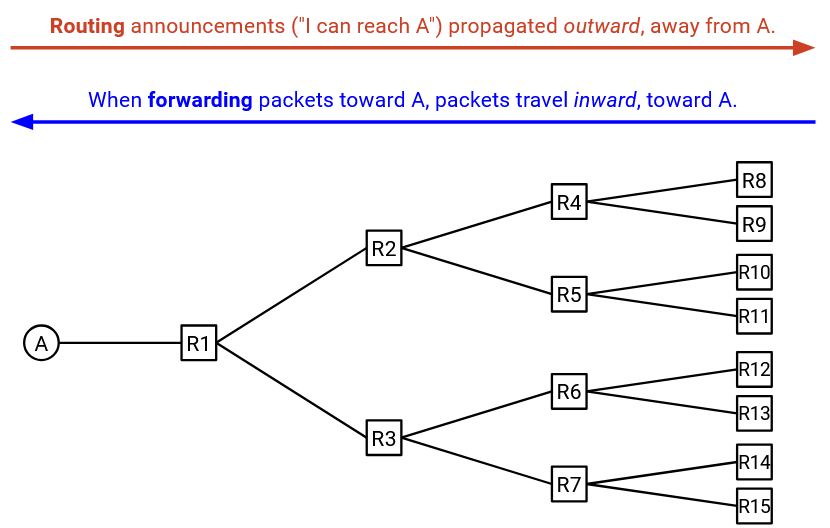 Routing announcements ("I can reach A") propagated outward, away from A.
When forwarding packets toward A, packets travel inward, toward A.
R8
R4
R9
R2
R10
R5
R11
A
R1
R12
R6
R13
R3
R14
R7
R15